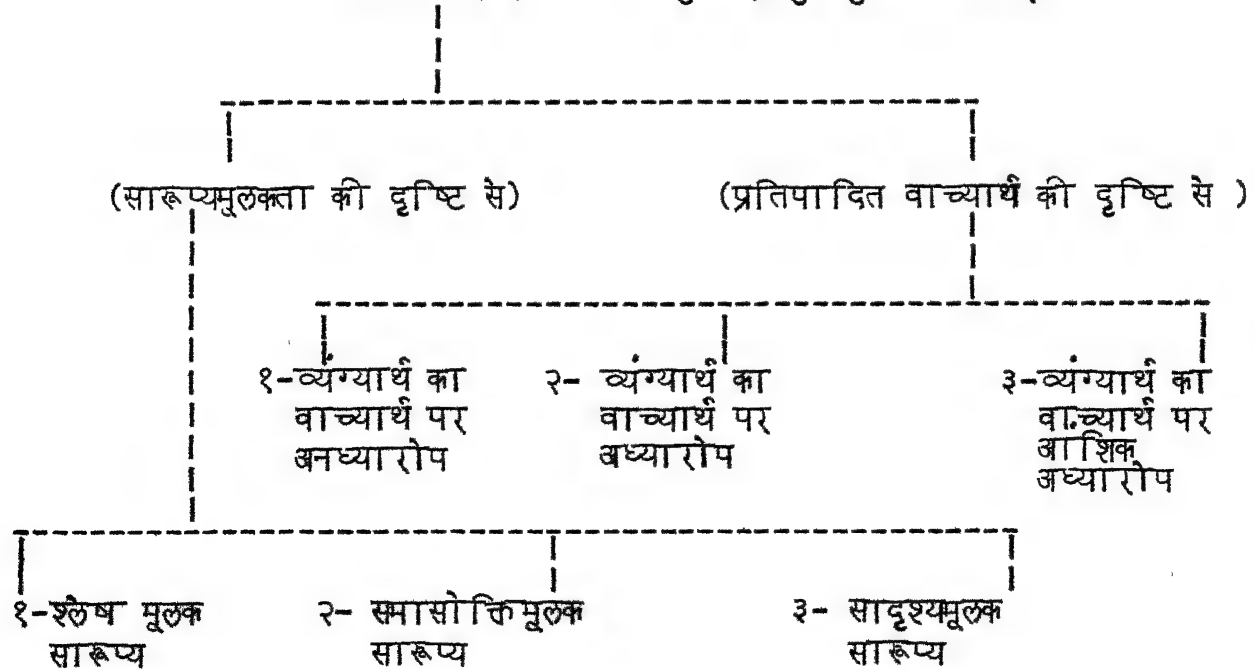 (सारूप्यमूलकता की दृष्टि से) (प्रतिपादित वाच्यार्थ की दृष्टि से )
१-व्यंग्यार्थ का २- व्यंग्यार्थ का ३-व्यंग्यार्थ का
वाच्यार्थ पर वाच्यार्थ पर वाच्यार्थ पर
अनध्यारोप अध्यारोप आंशिक
अध्यारोप
१-श्लेष मूलक २- समासोक्तिमूलक ३- सादृश्यमूलक
सारूप्य सारूप्य सारूप्य